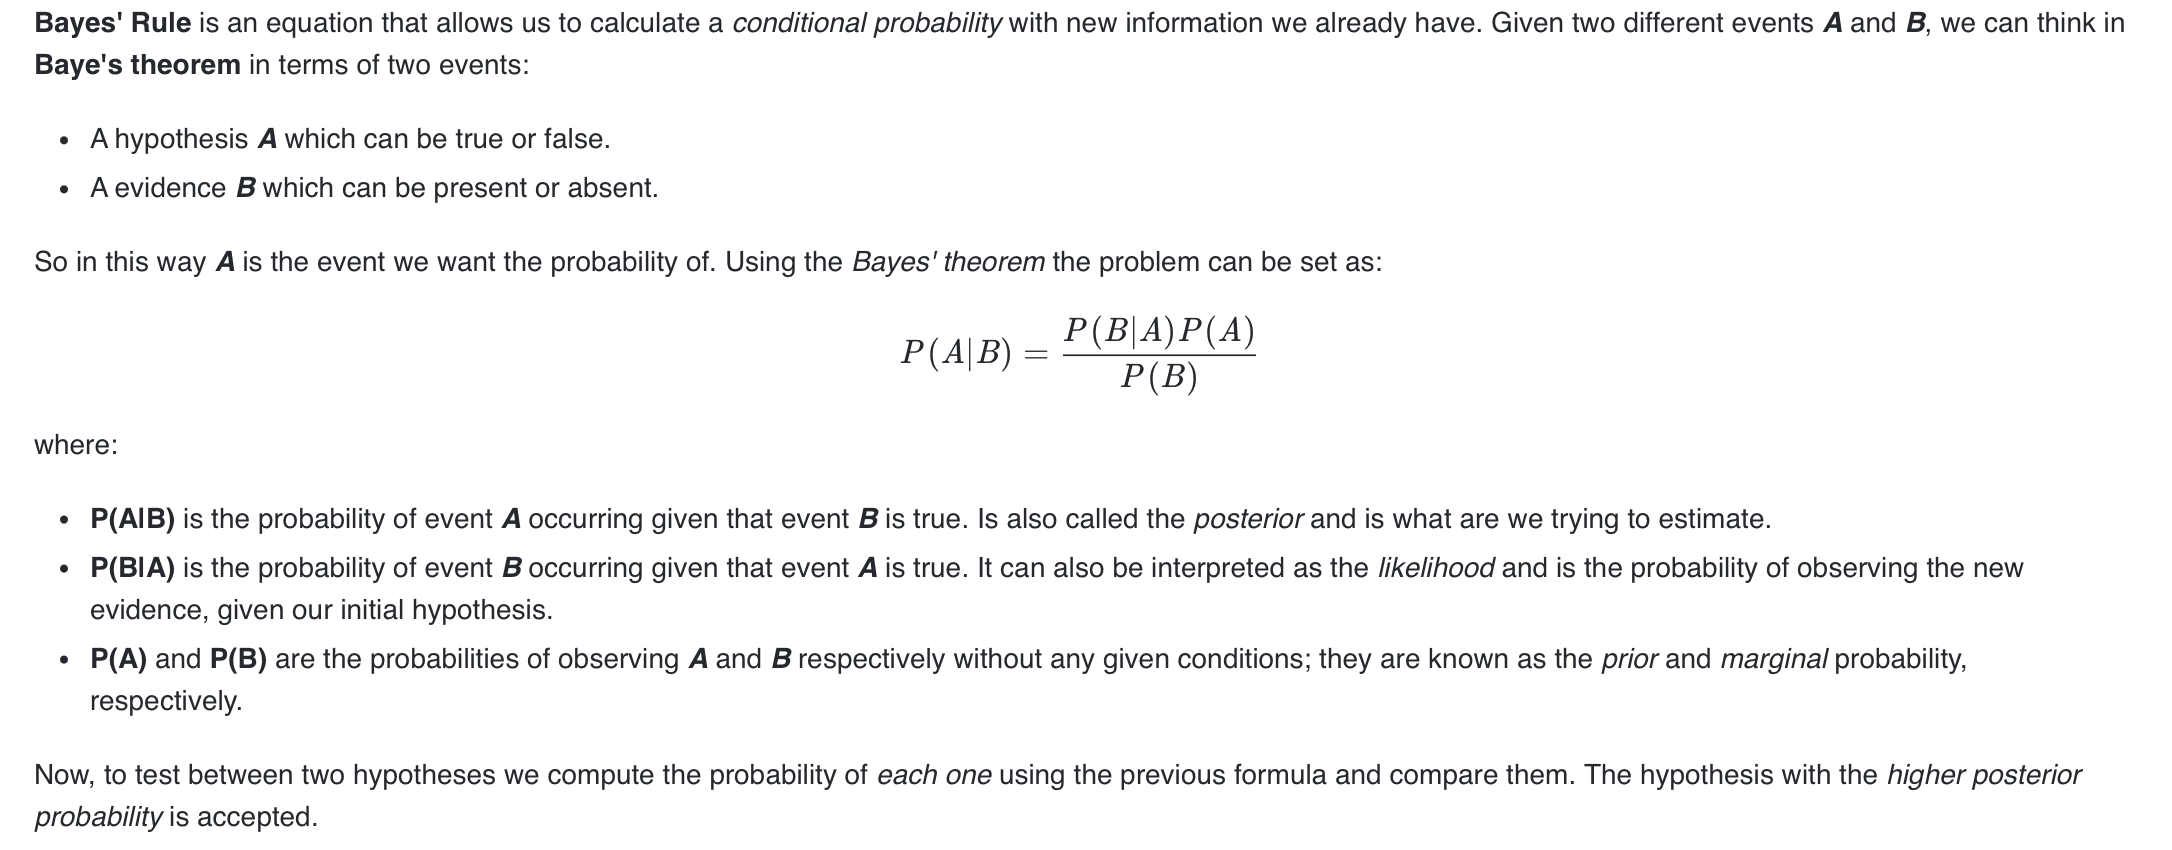 Bayes' Rule is an equation that allows us to calculate a conditional probability with new information we already have. Given two different events A and B, we can think in
Baye's theorem in terms of two events:
• A hypothesis A which can be true or false.
• A evidence B which can be present or absent.
So in this way A is the event we want the probability of. Using the Bayes' theorem the problem can be set as:
P(A|B) = P(B|A)P(A) / P(B)
where:
• P(A|B) is the probability of event A occurring given that event B is true. Is also called the posterior and is what are we trying to estimate.
• P(B|A) is the probability of event B occurring given that event A is true. It can also be interpreted as the likelihood and is the probability of observing the new
evidence, given our initial hypothesis.
• P(A) and P(B) are the probabilities of observing A and B respectively without any given conditions; they are known as the prior and marginal probability,
respectively.
Now, to test between two hypotheses we compute the probability of each one using the previous formula and compare them. The hypothesis with the higher posterior
probability is accepted.